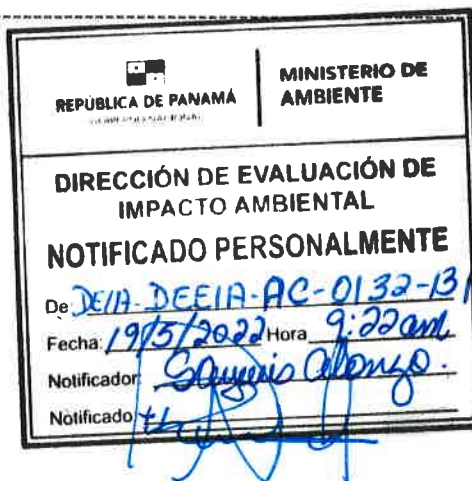 REPÚBLICA DE PANAMÁ
MINISTERIO DE
AMBIENTE
DIRECCIÓN DE EVALUACIÓN DE
IMPACTO AMBIENTAL
NOTIFICADO PERSONALMENTE
De: DEIA-DEEIA-AC-0132-131
Fecha: 19/5/2022 Hora 9:22am
Notificador:
Notificado